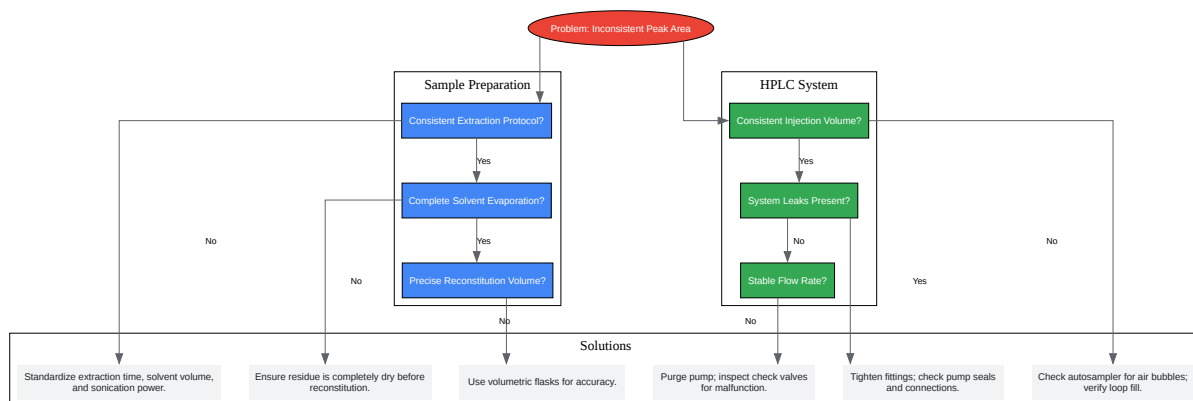 Problem: Inconsistent Peak Area
Sample Preparation
HPLC System
Consistent Extraction Protocol?
Consistent Injection Volume?
Yes
Yes
Complete Solvent Evaporation?
System Leaks Present?
No
Yes
No
No
Precise Reconstitution Volume?
Stable Flow Rate?
No
Yes
No
No
Solutions
Standardize extraction time, solvent volume,
and sonication power.
Ensure residue is completely dry before
reconstitution.
Use volumetric flasks for accuracy.
Purge pump; inspect check valves
for malfunction.
Tighten fittings; check pump seals
and connections.
Check autosampler for air bubbles;
verify loop fill.